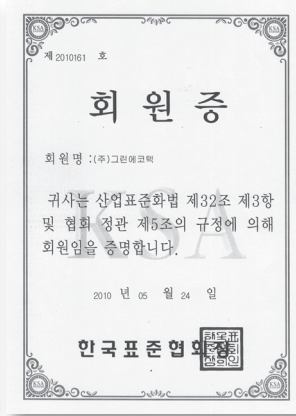 제 2010161 호
회 원 증
회원명 :(주)그린에코텍
귀사는 산업표준화법 제32조 제3항
및 협회 정관 제5조의 규정에 의해
회원임을 증명합니다.
KSA
2010 년 05 월 24 일
한국표준협회장